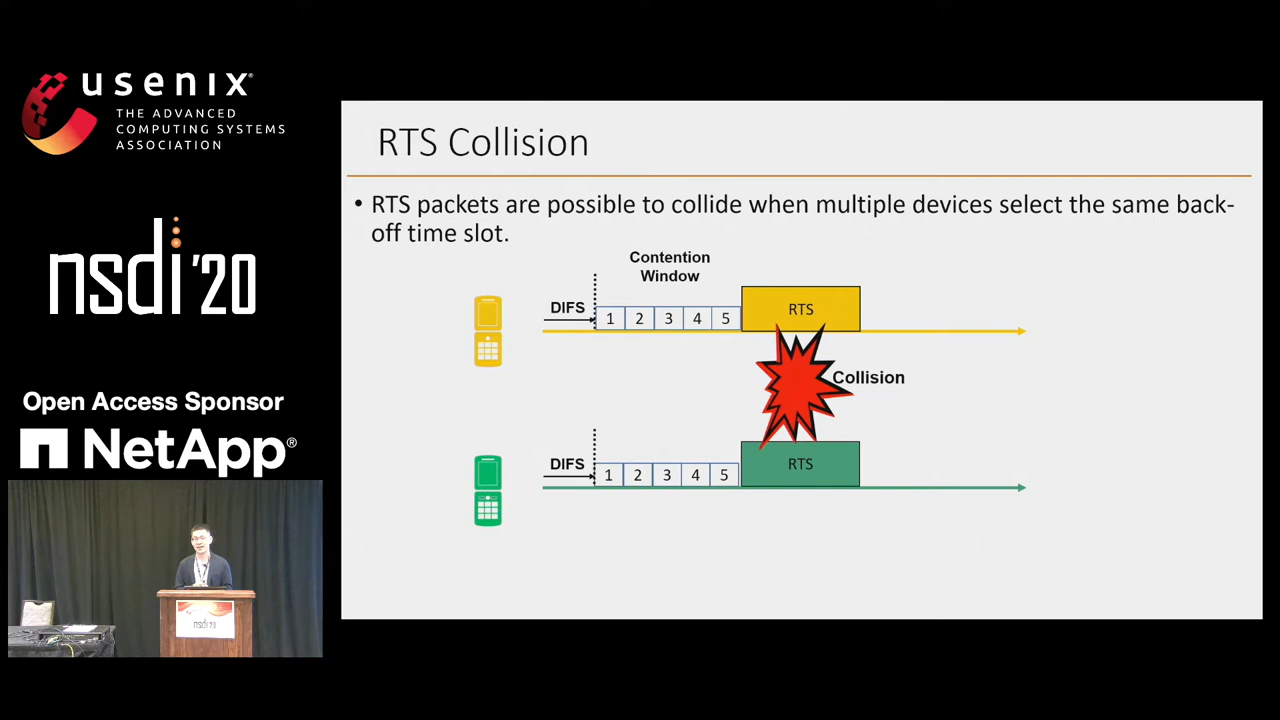 usenix®
THE ADVANCED
COMPUTING SYSTEMS
ASSOCIATION
nsdi '20
Open Access Sponsor
NetApp®
nsdi '20
RTS Collision
• RTS packets are possible to collide when multiple devices select the same back-
off time slot.
Contention
Window
DIFS
1 2 3 4 5
RTS
Collision
DIFS
1 2 3 4 5
RTS